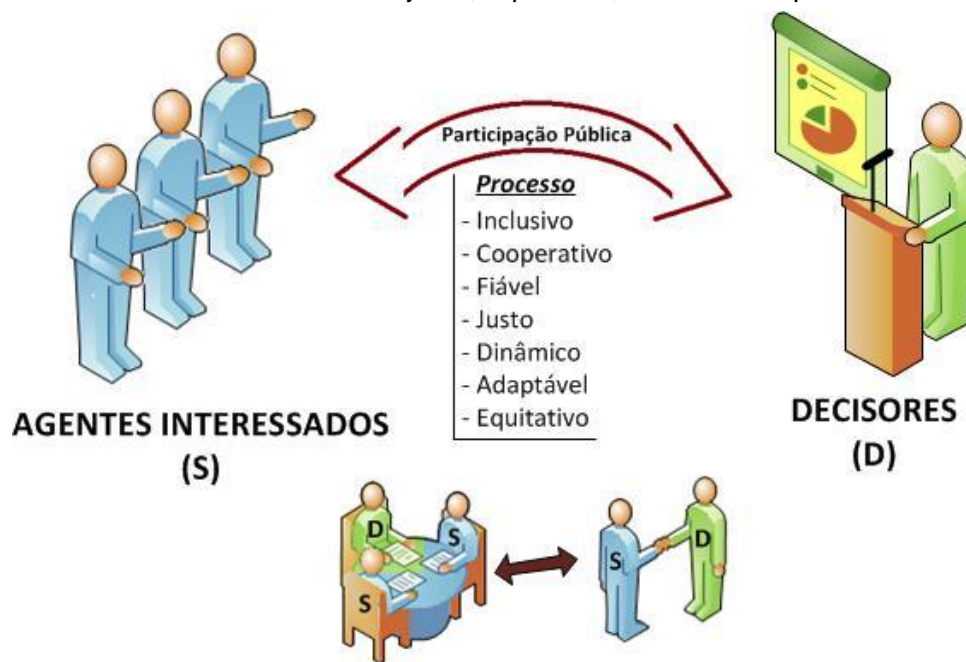 Participação Pública
Processo
- Inclusivo
- Cooperativo
- Fiável
- Justo
- Dinâmico
- Adaptável
- Equitativo
AGENTES INTERESSADOS
(S)
DECISORES
(D)
D
S
S
S
D